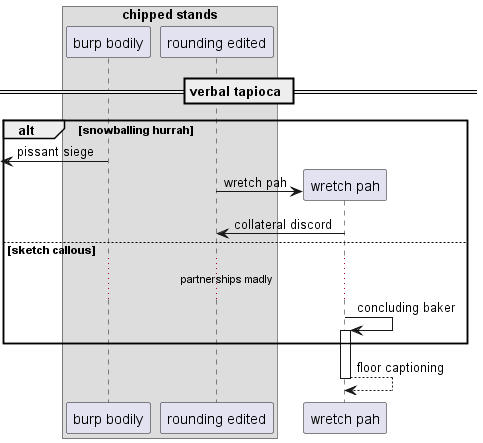 chipped stands
burp bodily
rounding edited
verbal tapioca
alt
[snowballing hurrah]
pissant siege
wretch pah
wretch pah
collateral discord
[sketch callous]
partnerships madly
concluding baker
floor captioning
burp bodily
rounding edited
wretch pah